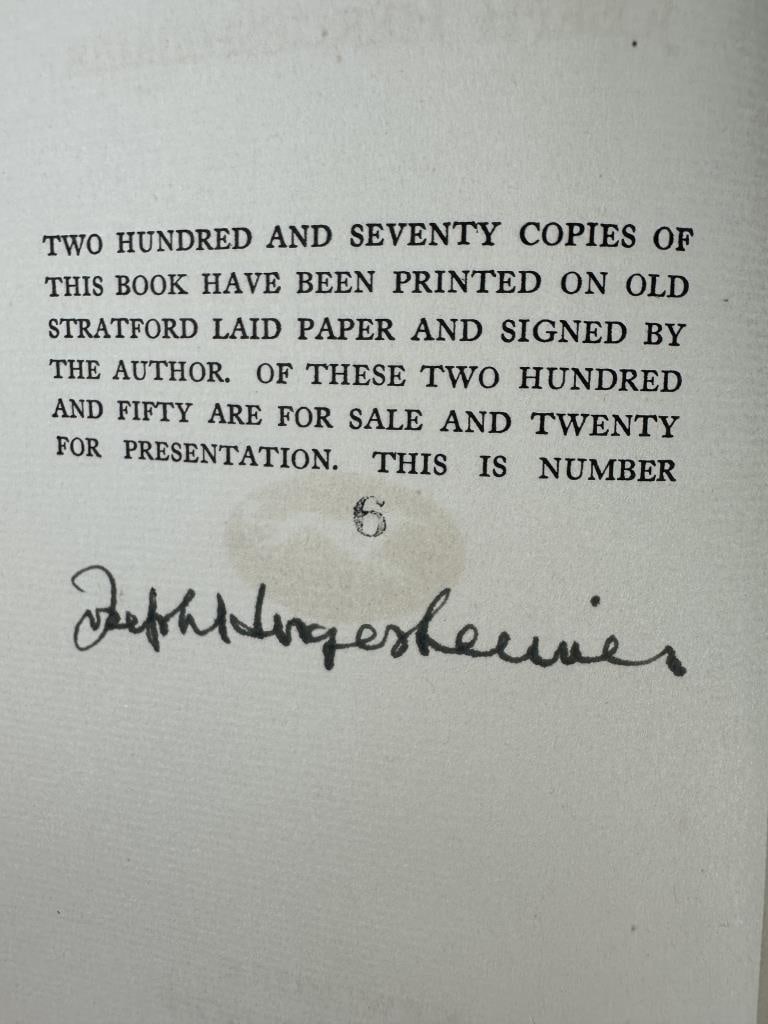 TWO HUNDRED AND SEVENTY COPIES OF
THIS BOOK HAVE BEEN PRINTED ON OLD
STRATFORD LAID PAPER AND SIGNED BY
THE AUTHOR. OF THESE TWO HUNDRED
AND FIFTY ARE FOR SALE AND TWENTY
FOR PRESENTATION. THIS IS NUMBER
6
Joseph Hergesheimer